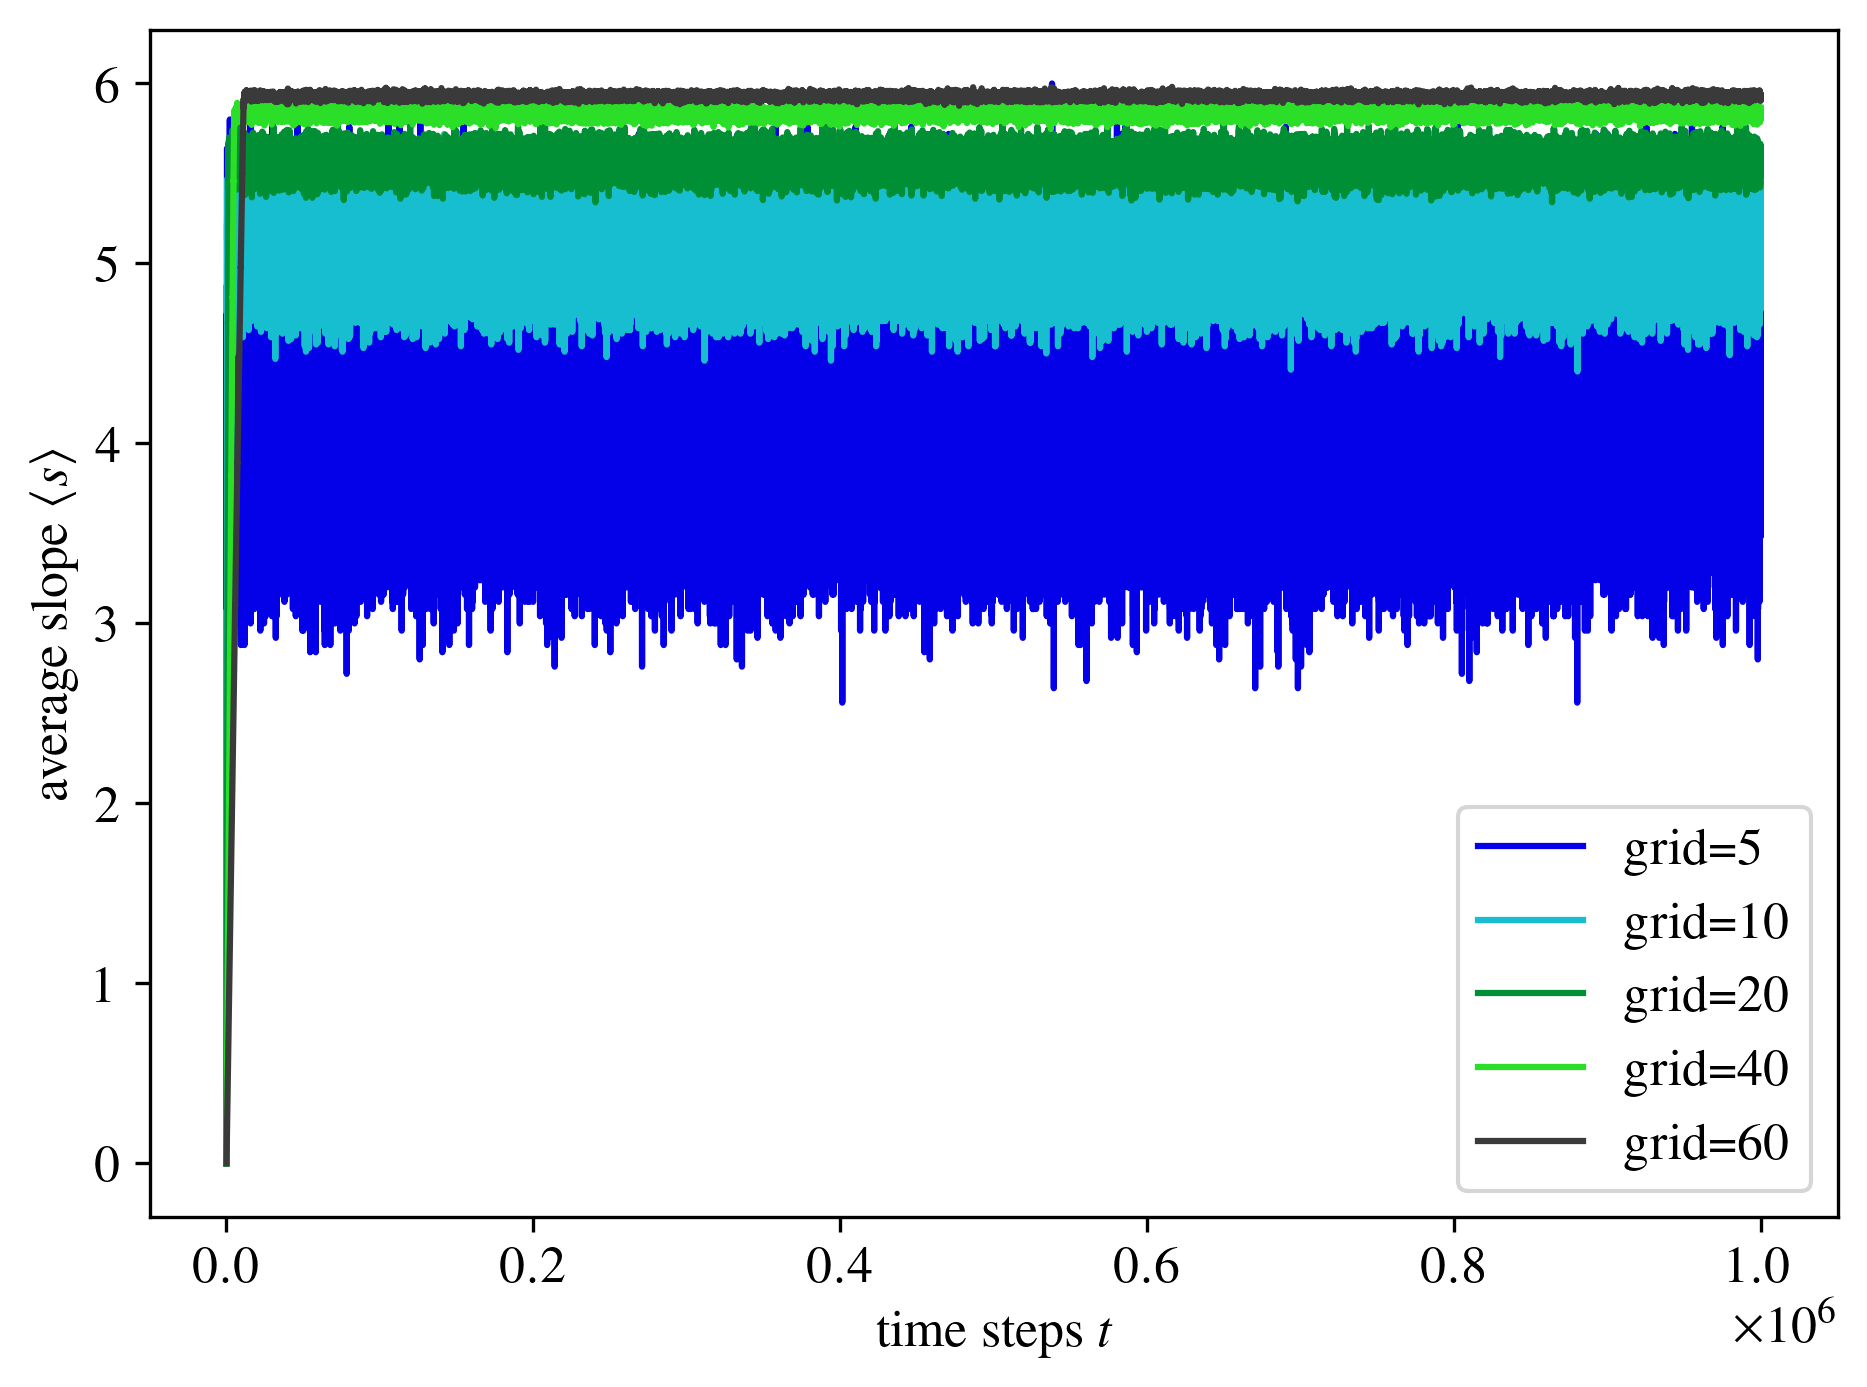 6
5
4
3
2
1
0
average slope ⟨s⟩
0.0 0.2 0.4 0.6 0.8 1.0
×10⁶
time steps t
grid=5
grid=10
grid=20
grid=40
grid=60